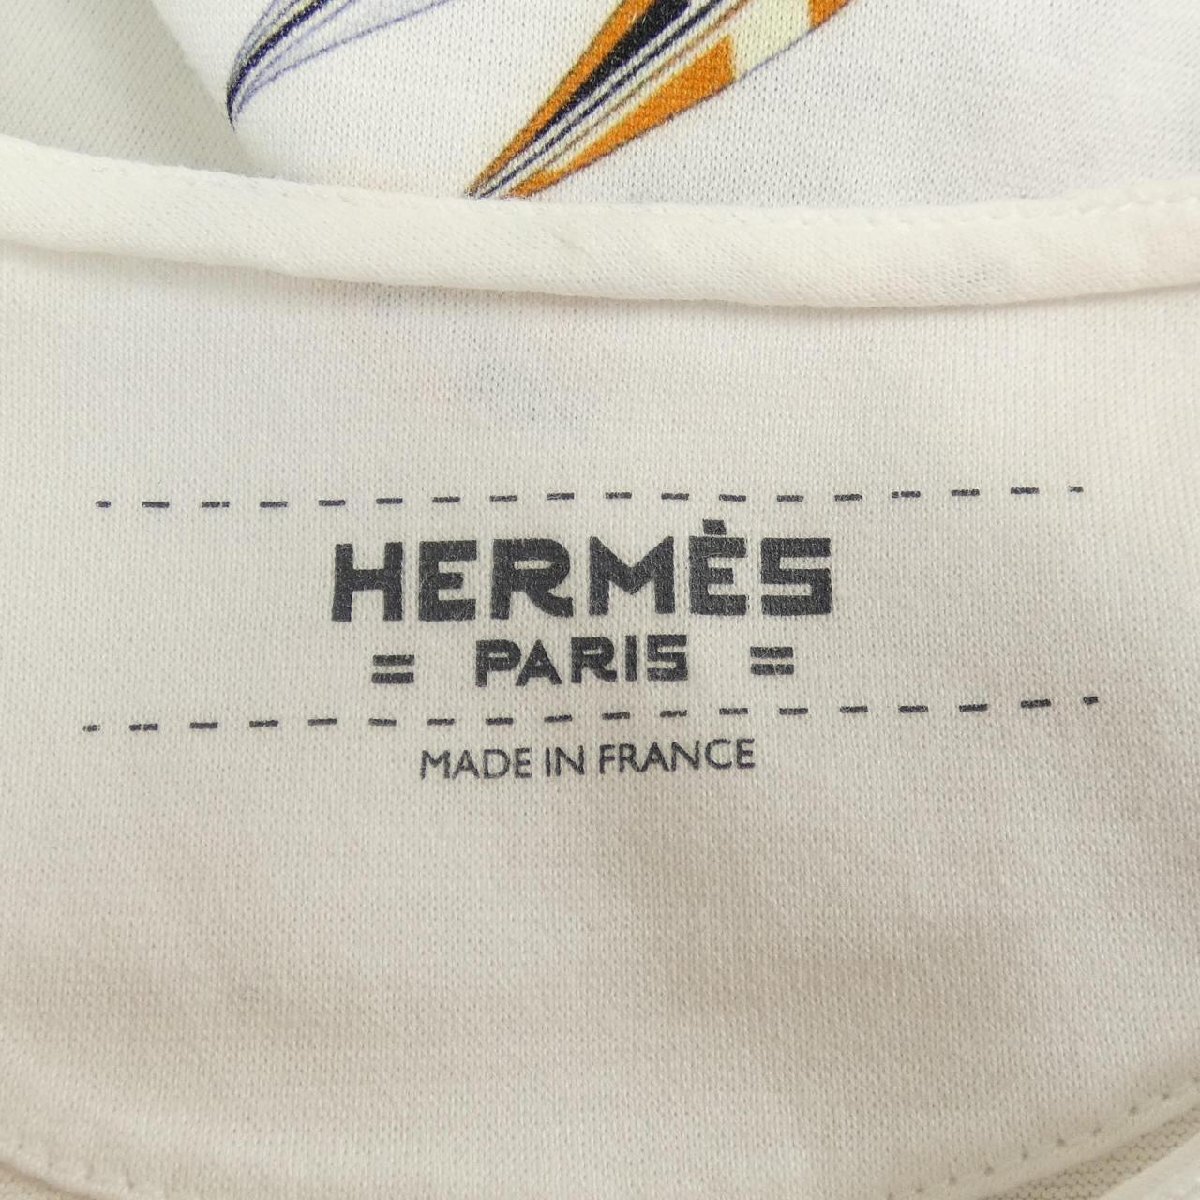 HERMÈS
= PARIS =
MADE IN FRANCE